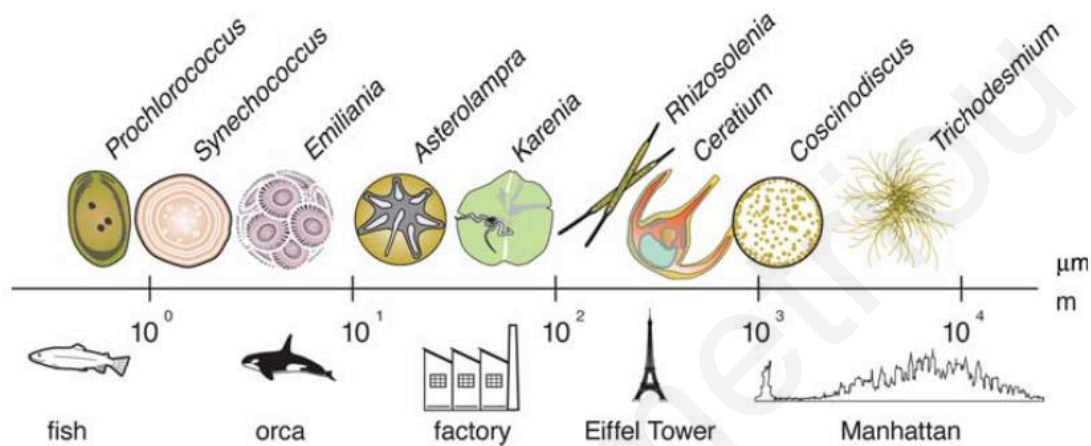 Prochlorococcus
Synechococcus
Emiliania
Asterolampra
Karenia
Rhizosolenia
Ceratium
Coscinodiscus
Trichodesmium
µm
m
10⁰ 10¹ 10² 10³ 10⁴
fish orca factory Eiffel Tower Manhattan